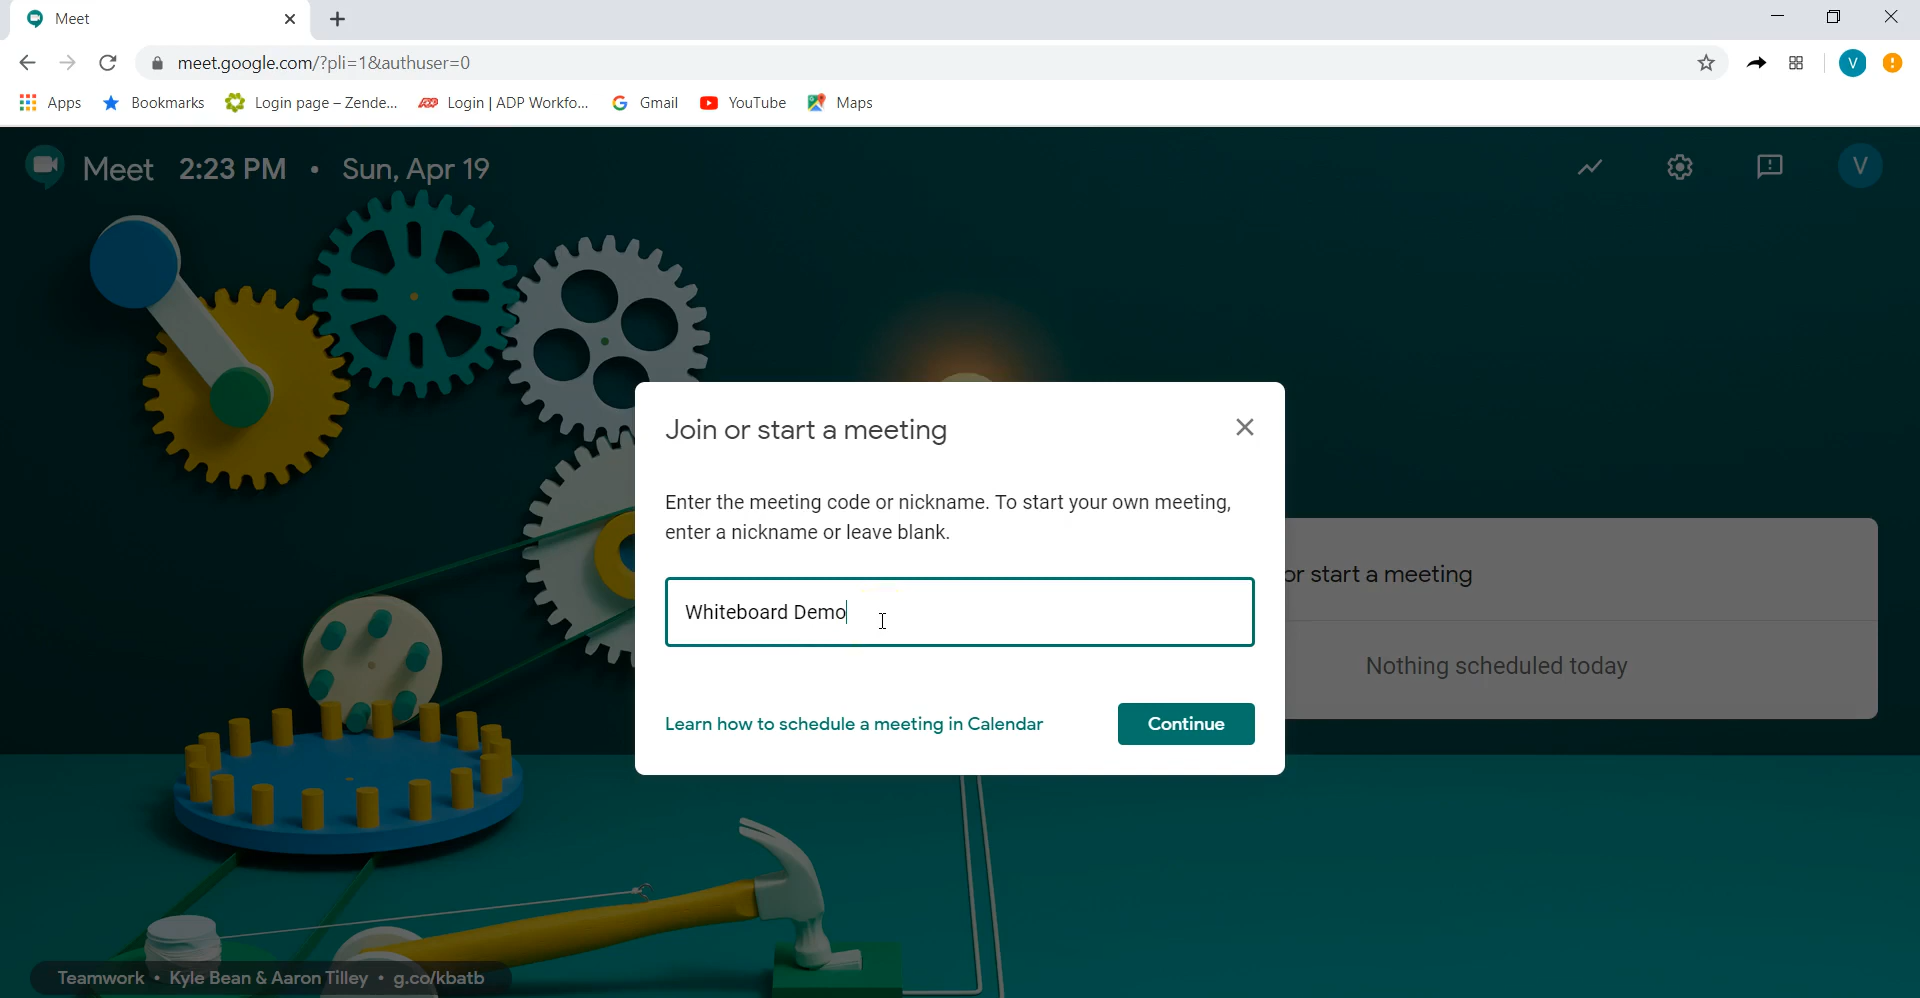 Meet
meet.google.com/?pli=1&authuser=0
V
Apps
Bookmarks
Login page – Zende...
Login | ADP Workfo...
Gmail
YouTube
Maps
Meet 2:23 PM • Sun, Apr 19
V
Join or start a meeting
Enter the meeting code or nickname. To start your own meeting,
enter a nickname or leave blank.
or start a meeting
Whiteboard Demo
Nothing scheduled today
Learn how to schedule a meeting in Calendar
Continue
Teamwork • Kyle Bean & Aaron Tilley • g.co/kbatb